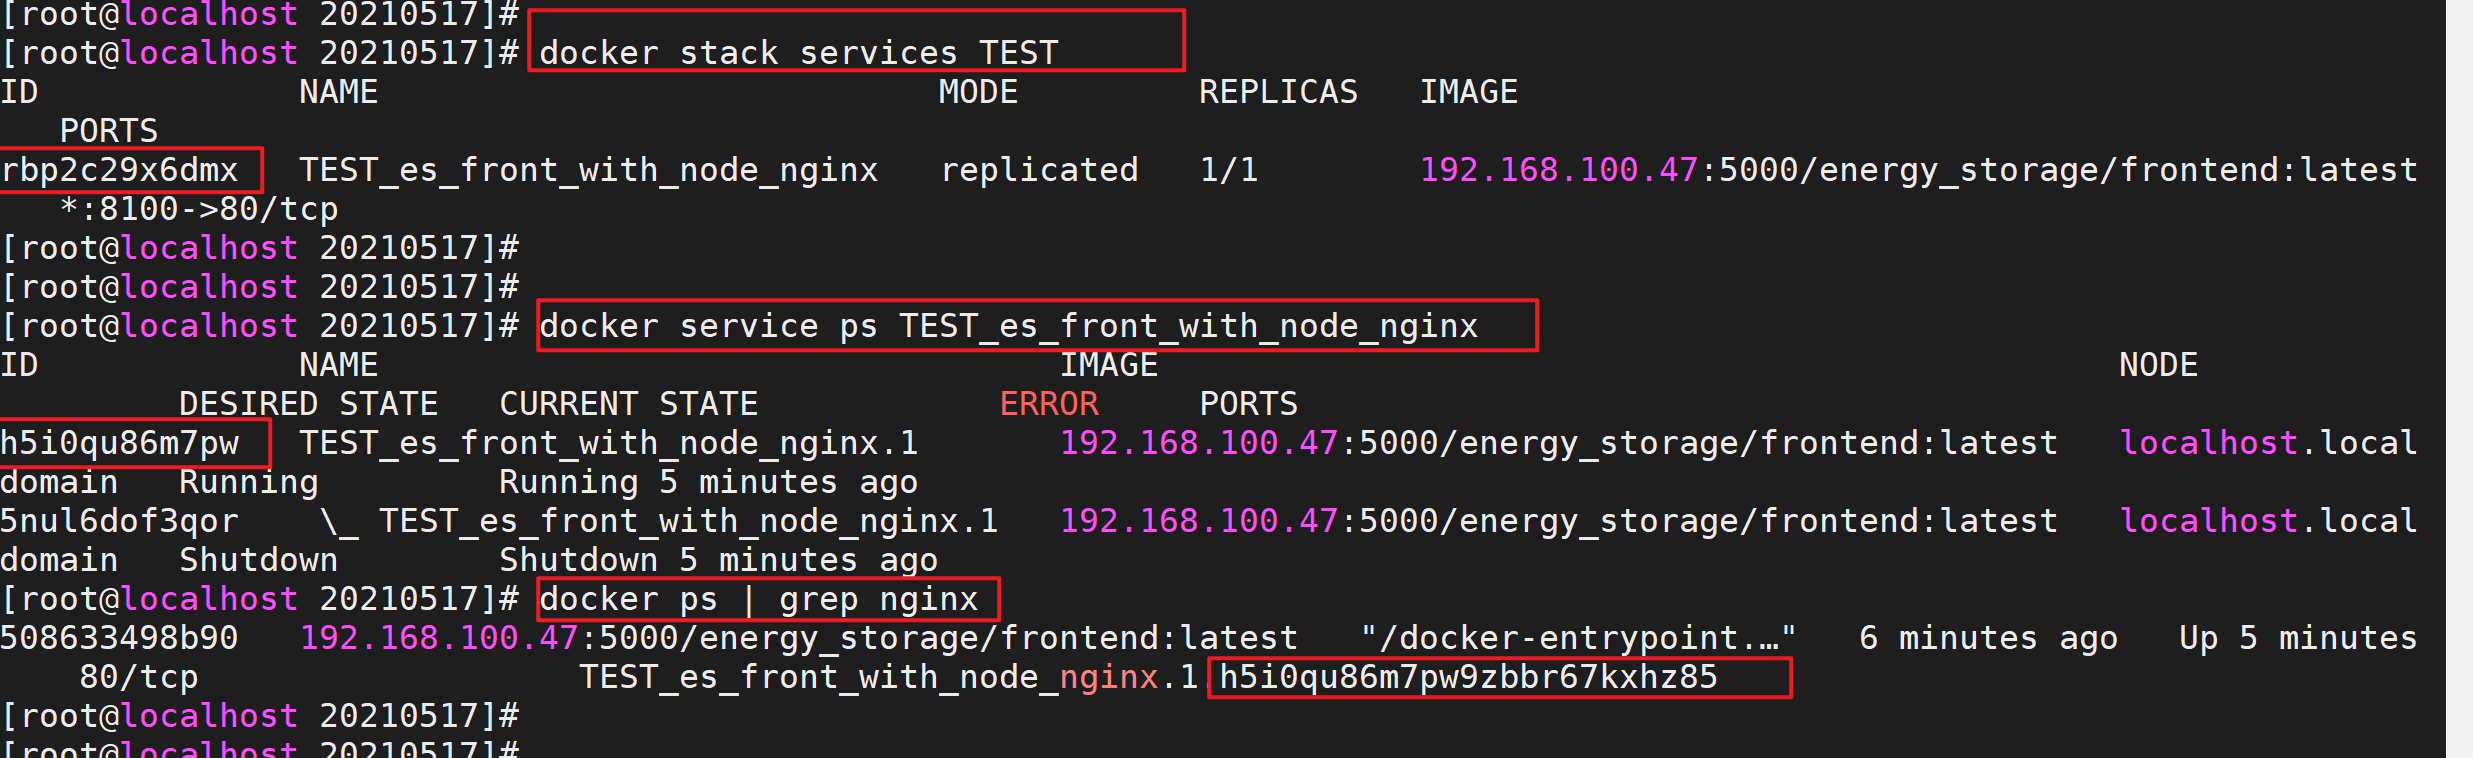 [root@localhost 20210517]#
[root@localhost 20210517]# docker stack services TEST
ID             NAME                            MODE         REPLICAS   IMAGE
   PORTS
rbp2c29x6dmx   TEST_es_front_with_node_nginx   replicated   1/1        192.168.100.47:5000/energy_storage/frontend:latest
   *:8100->80/tcp
[root@localhost 20210517]#
[root@localhost 20210517]#
[root@localhost 20210517]# docker service ps TEST_es_front_with_node_nginx
ID             NAME                                  IMAGE                                                NODE
         DESIRED STATE   CURRENT STATE            ERROR     PORTS
h5i0qu86m7pw   TEST_es_front_with_node_nginx.1       192.168.100.47:5000/energy_storage/frontend:latest   localhost.local
domain   Running         Running 5 minutes ago
5nul6dof3qor    \_ TEST_es_front_with_node_nginx.1   192.168.100.47:5000/energy_storage/frontend:latest   localhost.local
domain   Shutdown        Shutdown 5 minutes ago
[root@localhost 20210517]# docker ps | grep nginx
508633498b90   192.168.100.47:5000/energy_storage/frontend:latest   "/docker-entrypoint.…"   6 minutes ago   Up 5 minutes
    80/tcp                   TEST_es_front_with_node_nginx.1.h5i0qu86m7pw9zbbr67kxhz85
[root@localhost 20210517]#
[root@localhost 20210517]#